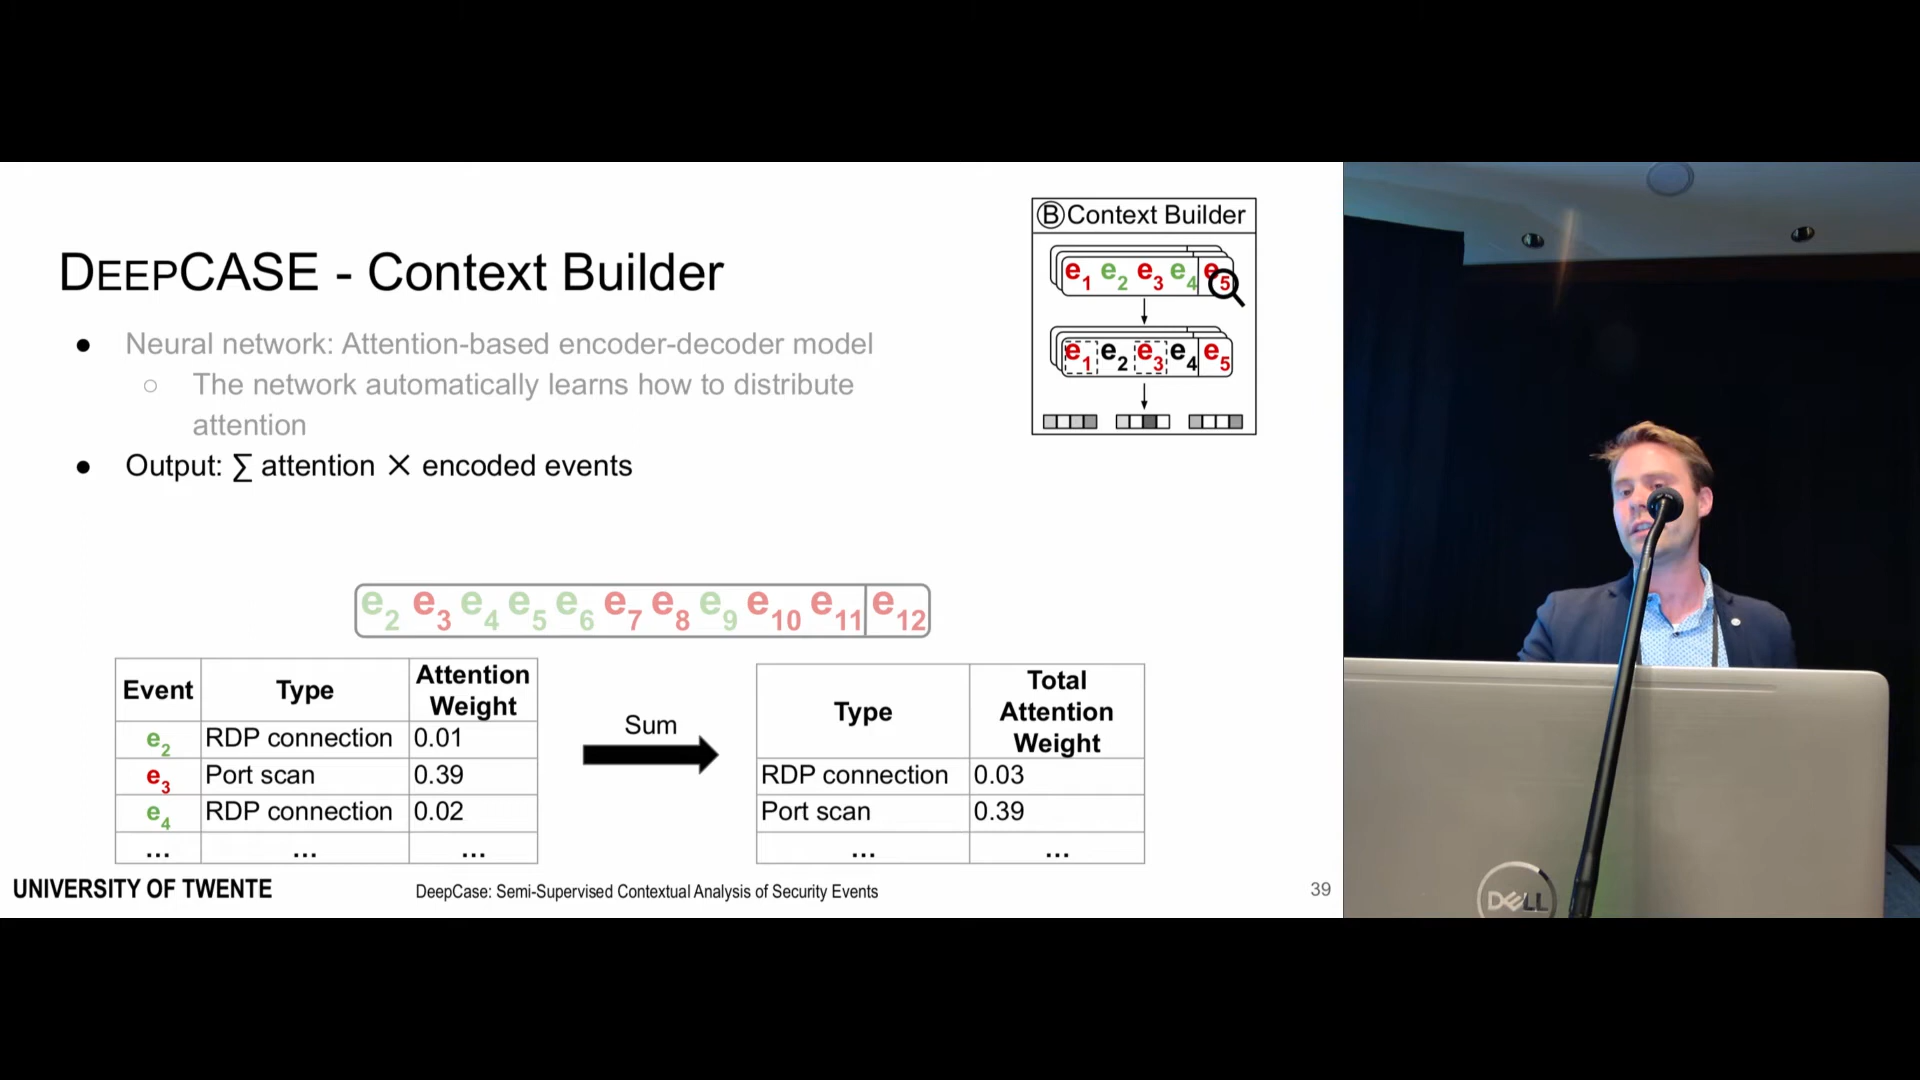 DEEPCASE - Context Builder
● Neural network: Attention-based encoder-decoder model
○ The network automatically learns how to distribute
attention
● Output: ∑ attention × encoded events
Ⓑ Context Builder
e1 e2 e3 e4 e5
e1 e2 e3 e4 e5
e2 e3 e4 e5 e6 e7 e8 e9 e10 e11 e12
Event Type Attention Weight
e2 RDP connection 0.01
e3 Port scan 0.39
e4 RDP connection 0.02
... ... ...
Sum
Type Total Attention Weight
RDP connection 0.03
Port scan 0.39
... ...
UNIVERSITY OF TWENTE
DeepCase: Semi-Supervised Contextual Analysis of Security Events
39
DELL